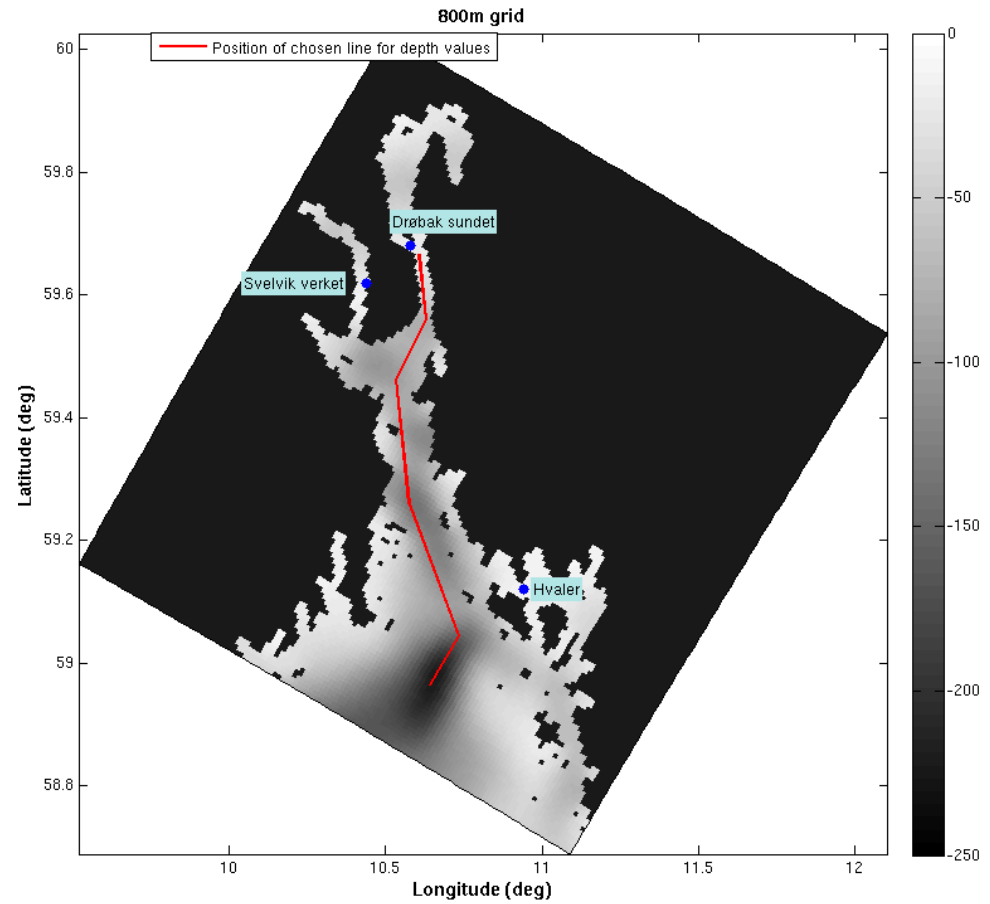 800m grid
Position of chosen line for depth values
Drøbak sundet
Svelvik verket
Hvaler
Latitude (deg)
60
59.8
59.6
59.4
59.2
59
58.8
10
10.5
11
11.5
12
Longitude (deg)
0
-50
-100
-150
-200
-250